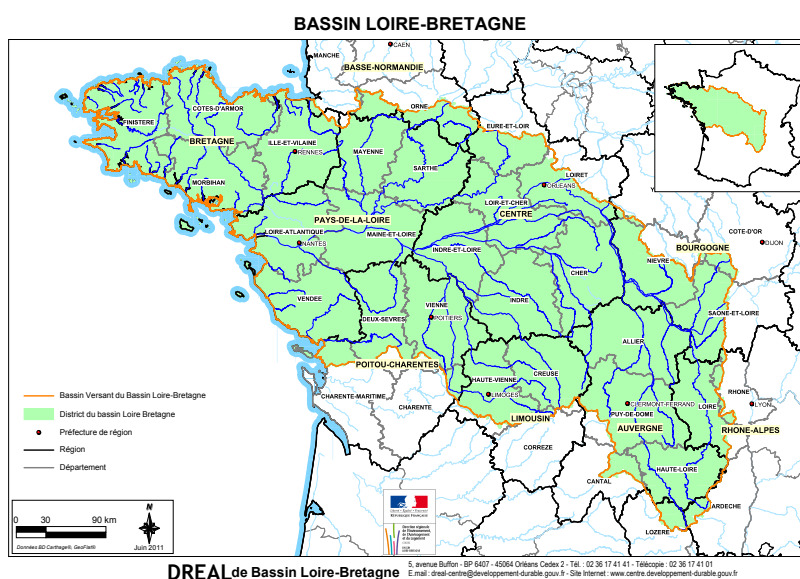 BASSIN LOIRE-BRETAGNE
MANCHE
CAEN
BASSE-NORMANDIE
ORNE
COTES-D'ARMOR
FINISTERE
EURE-ET-LOIR
BRETAGNE
ILLE-ET-VILAINE
RENNES
MAYENNE
SARTHE
LOIRET
ORLEANS
MORBIHAN
LOIR-ET-CHER
CENTRE
PAYS-DE-LA-LOIRE
LOIRE-ATLANTIQUE
MAINE-ET-LOIRE
NANTES
INDRE-ET-LOIRE
COTE-D'OR
DIJON
BOURGOGNE
NIEVRE
CHER
VENDEE
VIENNE
INDRE
DEUX-SEVRES
POITIERS
SAONE-ET-LOIRE
ALLIER
POITOU-CHARENTES
HAUTE-VIENNE
CREUSE
LIMOGES
CHARENTE-MARITIME
CHARENTE
LIMOUSIN
CLERMONT-FERRAND
PUY-DE-DOME
LOIRE
RHONE
LYON
AUVERGNE
RHONE-ALPES
CORREZE
HAUTE-LOIRE
CANTAL
ARDECHE
LOZERE
Bassin Versant du Bassin Loire-Bretagne
District du bassin Loire Bretagne
Préfecture de région
Région
Département
N
0 30 90 km
Données BD Carthage®, GeoFla®
Juin 2011
RÉPUBLIQUE FRANÇAISE
DREAL de Bassin Loire-Bretagne
5, avenue Buffon - BP 6407 - 45064 Orléans Cedex 2 - Tél. : 02 36 17 41 41 - Télécopie : 02 36 17 41 01
E.mail : dreal-centre@developpement-durable.gouv.fr - Site Internet : www.centre.developpement-durable.gouv.fr